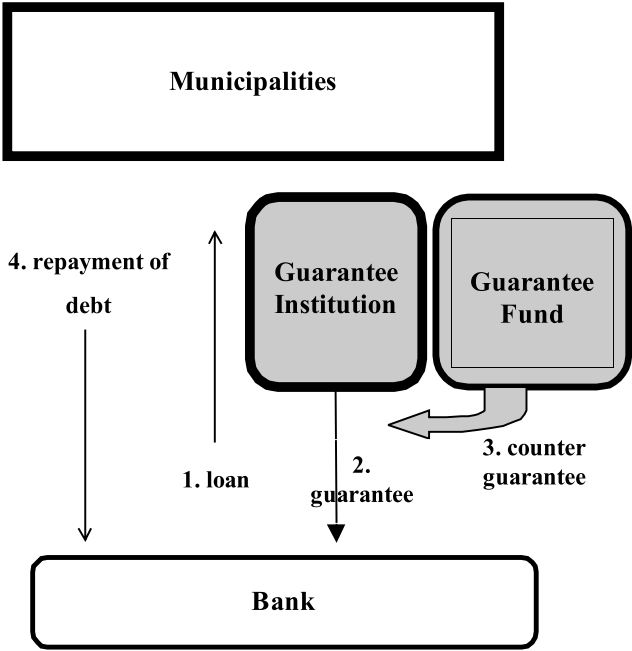 Municipalities
Guarantee
Institution
Guarantee
Fund
4. repayment of
debt
1. loan
2.
guarantee
3. counter
guarantee
Bank